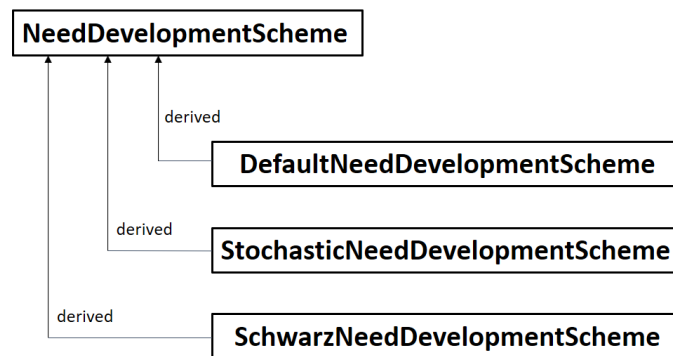 NeedDevelopmentScheme
derived
DefaultNeedDevelopmentScheme
derived
StochasticNeedDevelopmentScheme
derived
SchwarzNeedDevelopmentScheme